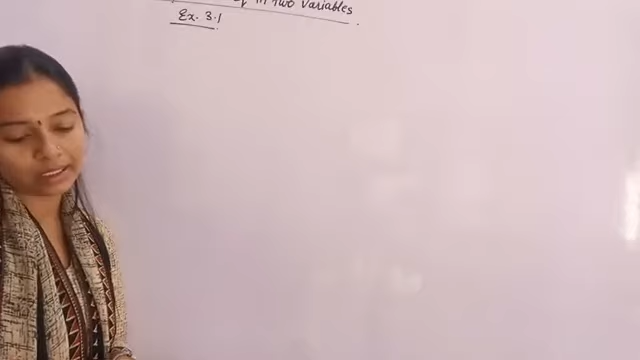 in two Variables.
Ex. 3.1